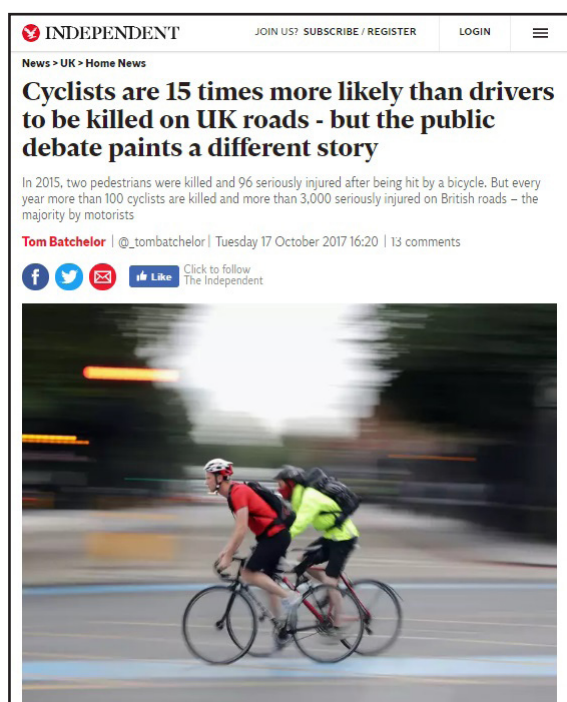 INDEPENDENT
JOIN US? SUBSCRIBE / REGISTER
LOGIN
News > UK > Home News
Cyclists are 15 times more likely than drivers
to be killed on UK roads - but the public
debate paints a different story
In 2015, two pedestrians were killed and 96 seriously injured after being hit by a bicycle. But every
year more than 100 cyclists are killed and more than 3,000 seriously injured on British roads – the
majority by motorists
Tom Batchelor | @_tombatchelor | Tuesday 17 October 2017 16:20 | 13 comments
f
Like
Click to follow
The Independent